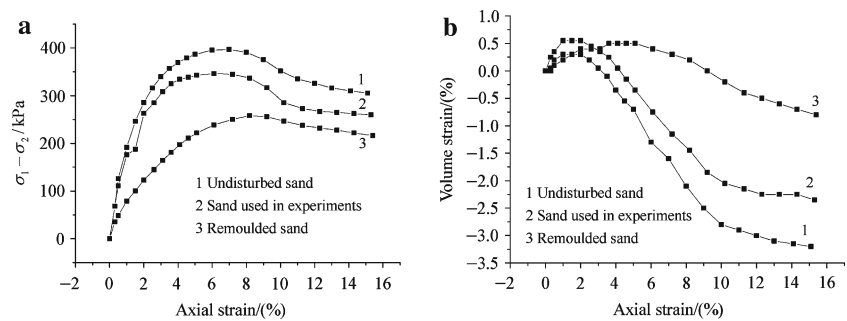 a
σ₁ – σ₂ / kPa
400
300
200
100
0
−2 0 2 4 6 8 10 12 14 16
Axial strain/(%)
1
2
3
1 Undisturbed sand
2 Sand used in experiments
3 Remoulded sand
b
Volume strain/(%)
1.0
0.5
0.0
−0.5
−1.0
−1.5
−2.0
−2.5
−3.0
−3.5
−2 0 2 4 6 8 10 12 14 16
Axial strain/(%)
3
2
1
1 Undisturbed sand
2 Sand used in experiments
3 Remoulded sand